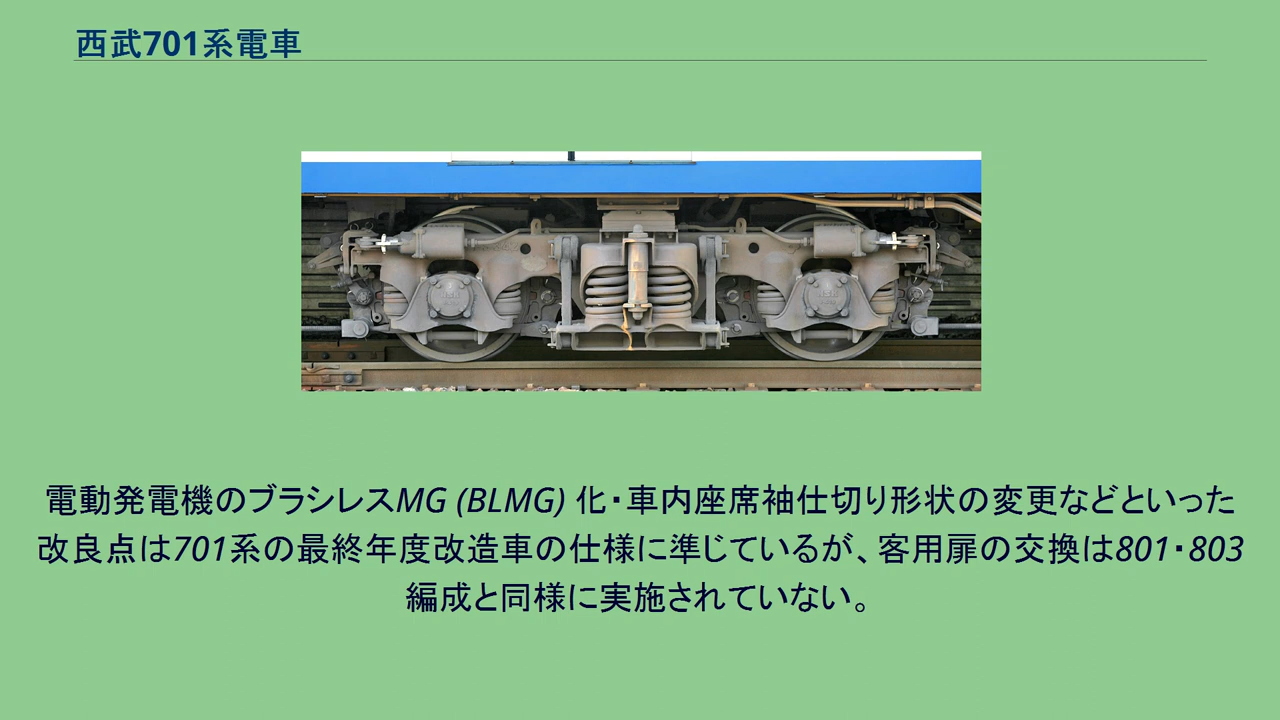 西武701系電車
電動発電機のブラシレスMG (BLMG) 化・車内座席袖仕切り形状の変更などといった
改良点は701系の最終年度改造車の仕様に準じているが、客用扉の交換は801・803
編成と同様に実施されていない。